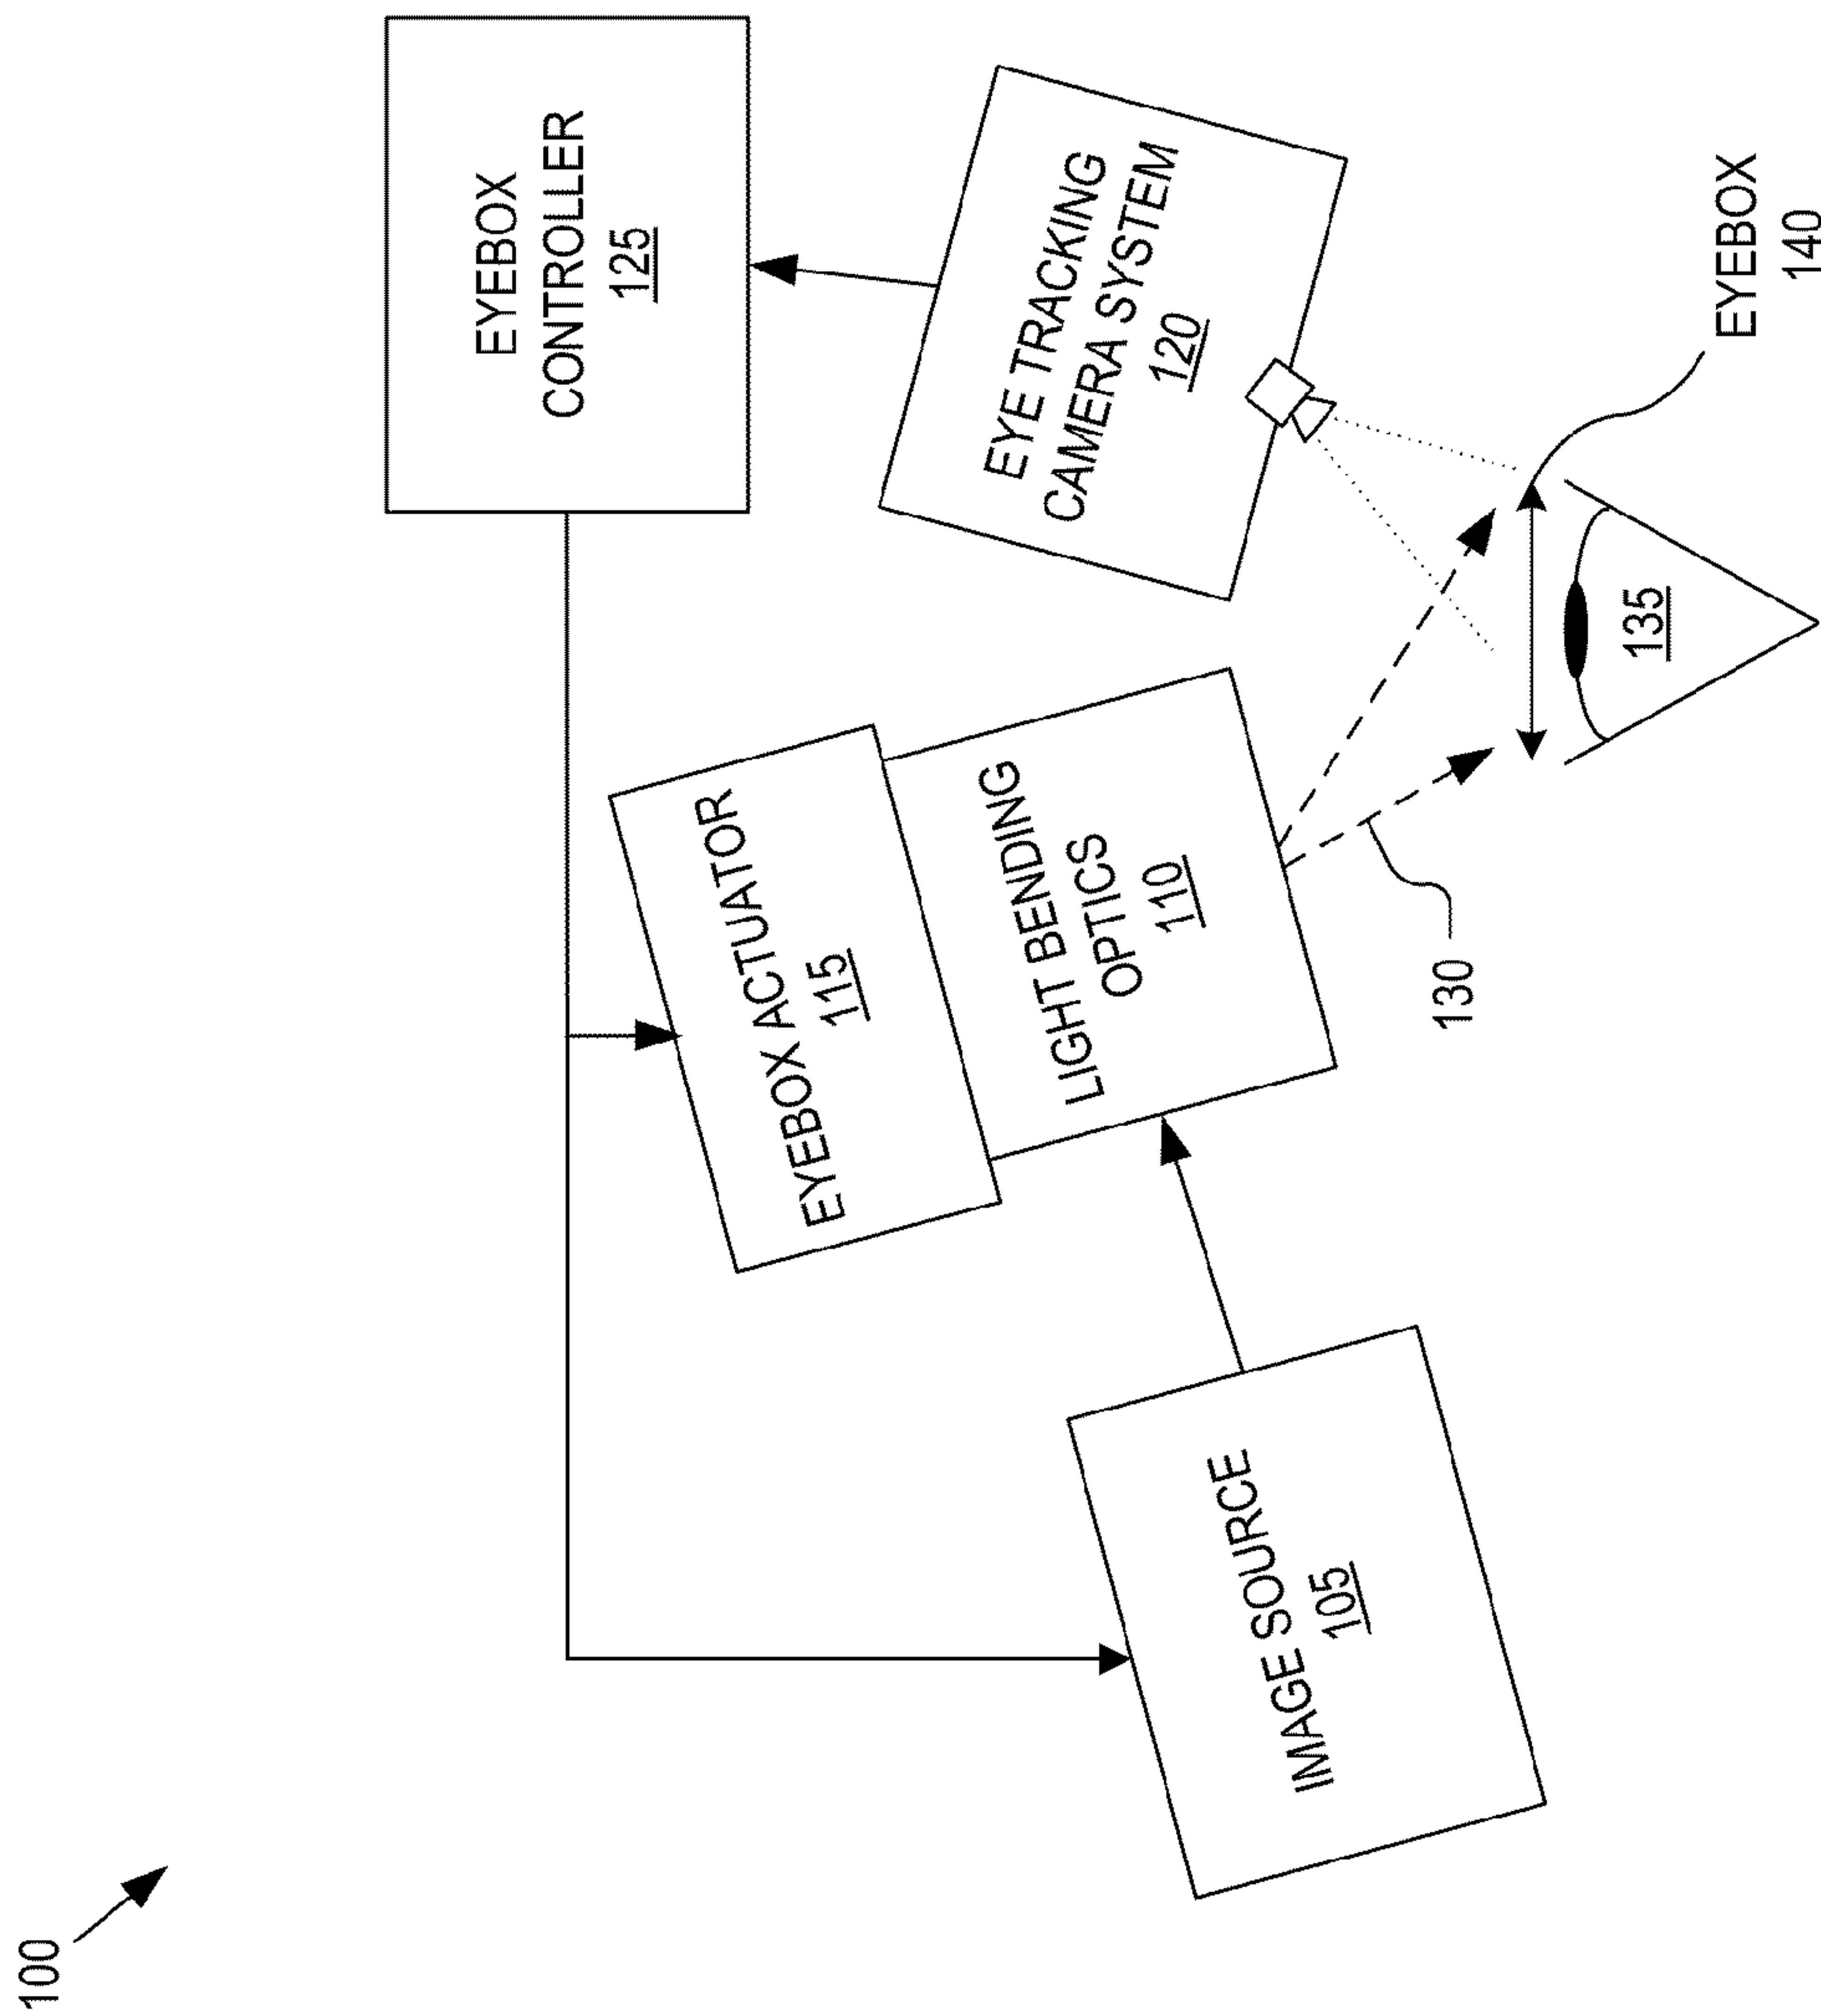 100
EYEBOX
CONTROLLER
125
EYEBOX ACTUATOR
115
LIGHT BENDING
OPTICS
110
EYE TRACKING
CAMERA SYSTEM
120
IMAGE SOURCE
105
130
135
EYEBOX
140